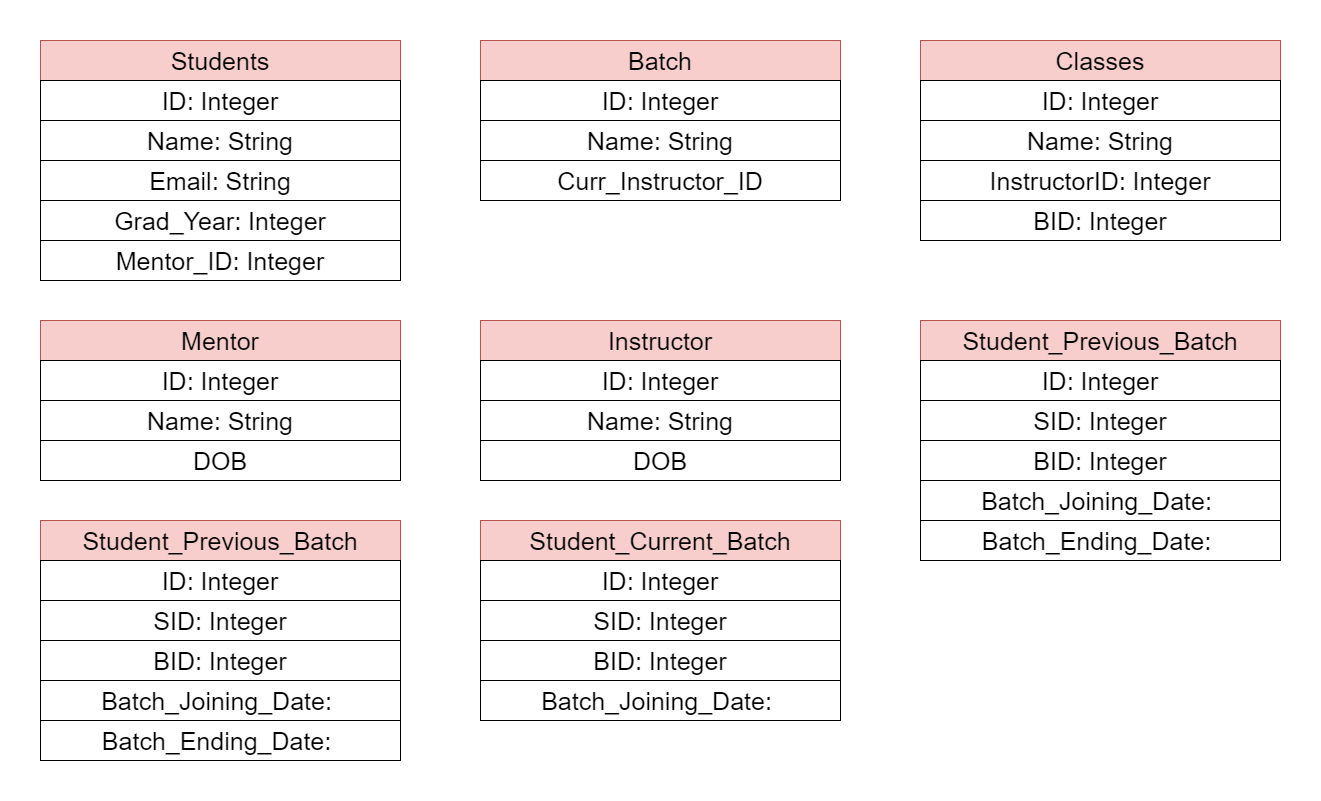 Students
ID: Integer
Name: String
Email: String
Grad_Year: Integer
Mentor_ID: Integer
Batch
ID: Integer
Name: String
Curr_Instructor_ID
Classes
ID: Integer
Name: String
InstructorID: Integer
BID: Integer
Mentor
ID: Integer
Name: String
DOB
Instructor
ID: Integer
Name: String
DOB
Student_Previous_Batch
ID: Integer
SID: Integer
BID: Integer
Batch_Joining_Date:
Batch_Ending_Date:
Student_Previous_Batch
ID: Integer
SID: Integer
BID: Integer
Batch_Joining_Date:
Batch_Ending_Date:
Student_Current_Batch
ID: Integer
SID: Integer
BID: Integer
Batch_Joining_Date: